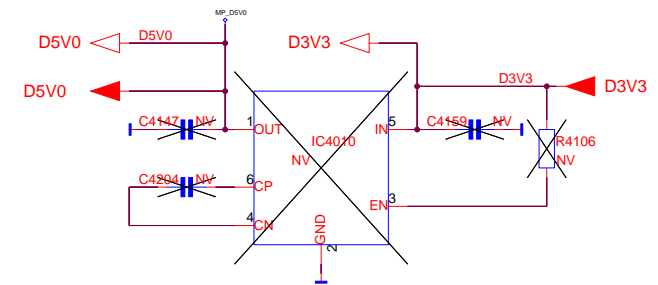 MP_D5V0
D5V0
D5V0
D3V3
D5V0
D3V3
D3V3
C4147
NV
1
OUT
IC4010
NV
IN
5
C4159
NV
R4106
NV
C4204
NV
6
CP
4
CN
EN
3
GND
2